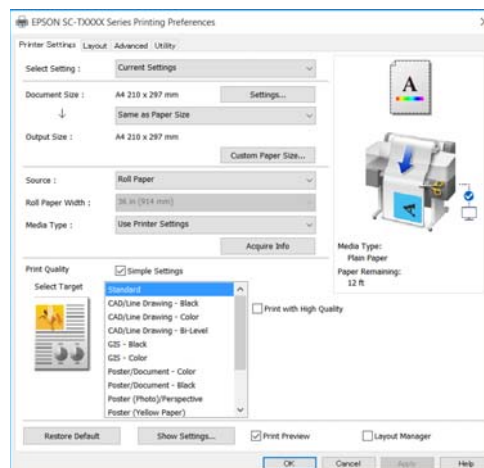 EPSON SC-TXXXX Series Printing Preferences
Printer Settings Layout Advanced Utility
Select Setting : Current Settings
Document Size : A4 210 x 297 mm Settings...
Same as Paper Size
Output Size : A4 210 x 297 mm
Custom Paper Size...
Source : Roll Paper
Roll Paper Width : 36 in (914 mm)
Media Type : Use Printer Settings
Acquire Info
A
A
Media Type:
Plain Paper
Paper Remaining:
12 ft
Print Quality Simple Settings
Select Target
Standard
CAD/Line Drawing - Black
CAD/Line Drawing - Color
CAD/Line Drawing - Bi-Level
GIS - Black
GIS - Color
Poster/Document - Color
Poster/Document - Black
Poster (Photo)/Perspective
Poster (Yellow Paper)
Print with High Quality
Restore Default Show Settings... Print Preview Layout Manager
OK Cancel Apply Help